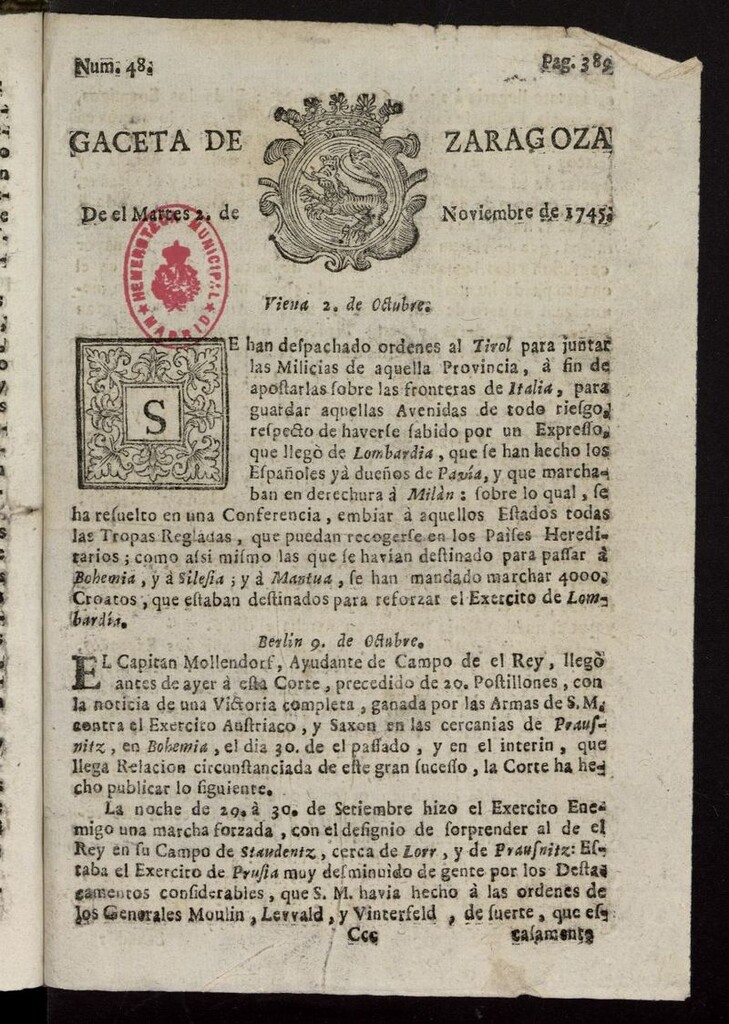 Num. 48.
Pag. 389
GACETA DE ZARAGOZA
De el Martes 2. de Noviembre de 1745.
HEMEROTECA MUNICIPAL
MADRID
Viena 2. de Octubre.
SE han deſpachado ordenes al Tirol para juntar
las Milicias de aquella Provincia, à fin de
apoſtarlas ſobre las fronteras de Italia, para
guardar aquellas Avenidas de todo rieſgo,
reſpecto de haverſe ſabido por un Expreſſo,
que llegò de Lombardia, que ſe han hecho los
Eſpañoles yà dueños de Pavía, y que marcha-
ban en derechura à Milàn: ſobre lo qual, ſe
ha reſuelto en una Conferencia, embiar à aquellos Eſtados todas
las Tropas Regladas, que puedan recogerſe en los Paiſes Heredi-
tarios; como aſsi miſmo las que ſe havian deſtinado para paſſar à
Bohemia, y à Sileſia; y à Mantua, ſe han mandado marchar 4000.
Croatos, que eſtaban deſtinados para reforzar el Exercito de Lom-
bardía.
Berlin 9. de Octubre.
EL Capitan Mollendorf, Ayudante de Campo de el Rey, llegò
antes de ayer à eſta Corte, precedido de 20. Poſtillones, con
la noticia de una Victoria completa, ganada por las Armas de S.M.
contra el Exercito Auſtriaco, y Saxon en las cercanias de Prauſ-
nitz, en Bohemia, el dia 30. de el paſſado, y en el interin, que
llega Relacion circunſtanciada de eſte gran ſuceſſo, la Corte ha he-
cho publicar lo ſiguiente.
La noche de 29. à 30. de Setiembre hizo el Exercito Ene-
migo una marcha forzada, con el deſignio de ſorprender al de el
Rey en ſu Campo de Staudentz, cerca de Lorr, y de Prauſnitz: Eſ-
taba el Exercito de Pruſia muy deſminuido de gente por los Deſta-
camentos conſiderables, que S. M. havia hecho à las ordenes de
los Generales Moulin, Levvald, y Vinterfeld, de ſuerte, que eſ-
Ccc
caſamente